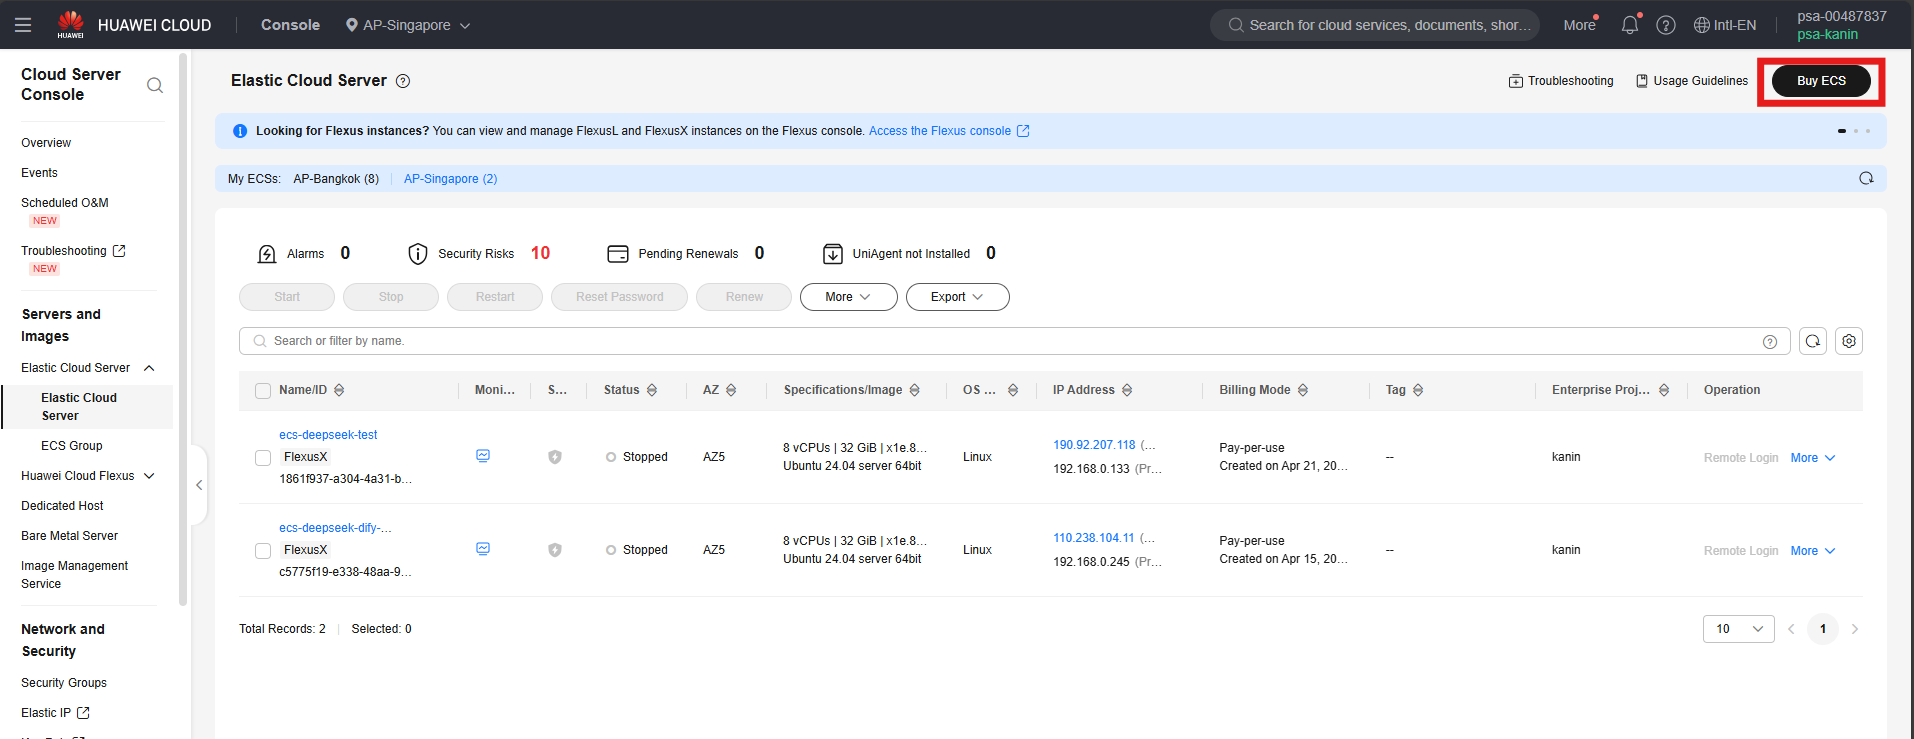 HUAWEI
HUAWEI CLOUD
Console
AP-Singapore
Search for cloud services, documents, shor...
More
Intl-EN
psa-00487837
psa-kanin
Cloud Server
Console
Overview
Events
Scheduled O&M
NEW
Troubleshooting
NEW
Servers and
Images
Elastic Cloud Server
Elastic Cloud
Server
ECS Group
Huawei Cloud Flexus
Dedicated Host
Bare Metal Server
Image Management
Service
Network and
Security
Security Groups
Elastic IP
Elastic Cloud Server
Troubleshooting
Usage Guidelines
Buy ECS
Looking for Flexus instances? You can view and manage FlexusL and FlexusX instances on the Flexus console. Access the Flexus console
My ECSs: AP-Bangkok (8) AP-Singapore (2)
Alarms 0
Security Risks 10
Pending Renewals 0
UniAgent not Installed 0
Start
Stop
Restart
Reset Password
Renew
More
Export
Search or filter by name.
Name/ID Moni... S... Status AZ Specifications/Image OS ... IP Address Billing Mode Tag Enterprise Proj... Operation
ecs-deepseek-test
FlexusX
1861f937-a304-4a31-b...
Stopped
AZ5
8 vCPUs | 32 GiB | x1e.8...
Ubuntu 24.04 server 64bit
Linux
190.92.207.118 (...
192.168.0.133 (Pr...
Pay-per-use
Created on Apr 21, 20...
--
kanin
Remote Login More
ecs-deepseek-dify-...
FlexusX
c5775f19-e338-48aa-9...
Stopped
AZ5
8 vCPUs | 32 GiB | x1e.8...
Ubuntu 24.04 server 64bit
Linux
110.238.104.11 (...
192.168.0.245 (Pr...
Pay-per-use
Created on Apr 15, 20...
--
kanin
Remote Login More
Total Records: 2 Selected: 0
10
1